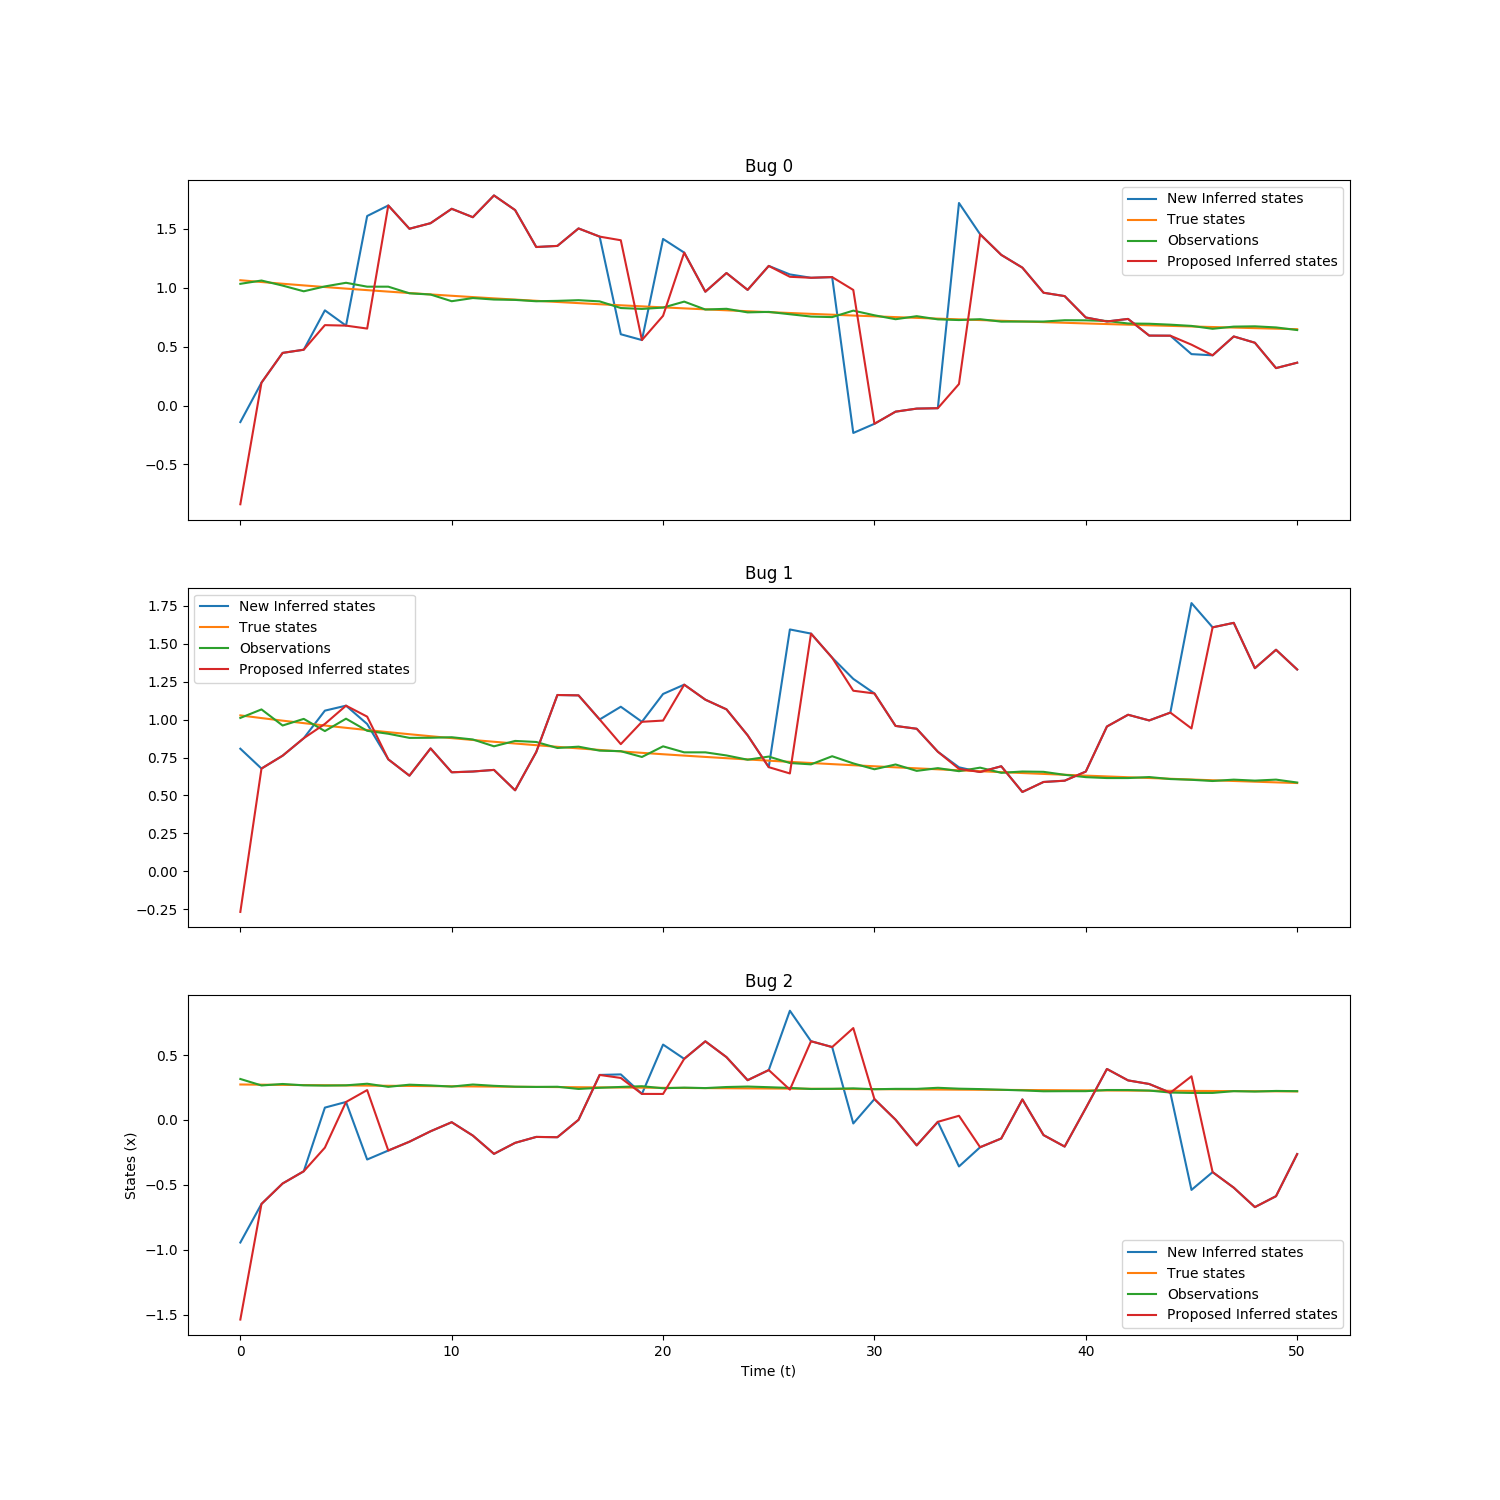 Bug 0
New Inferred states
True states
Observations
Proposed Inferred states
1.5
1.0
0.5
0.0
−0.5
Bug 1
New Inferred states
True states
Observations
Proposed Inferred states
1.75
1.50
1.25
1.00
0.75
0.50
0.25
0.00
−0.25
Bug 2
0.5
0.0
−0.5
−1.0
−1.5
States (x)
New Inferred states
True states
Observations
Proposed Inferred states
0 10 20 30 40 50
Time (t)